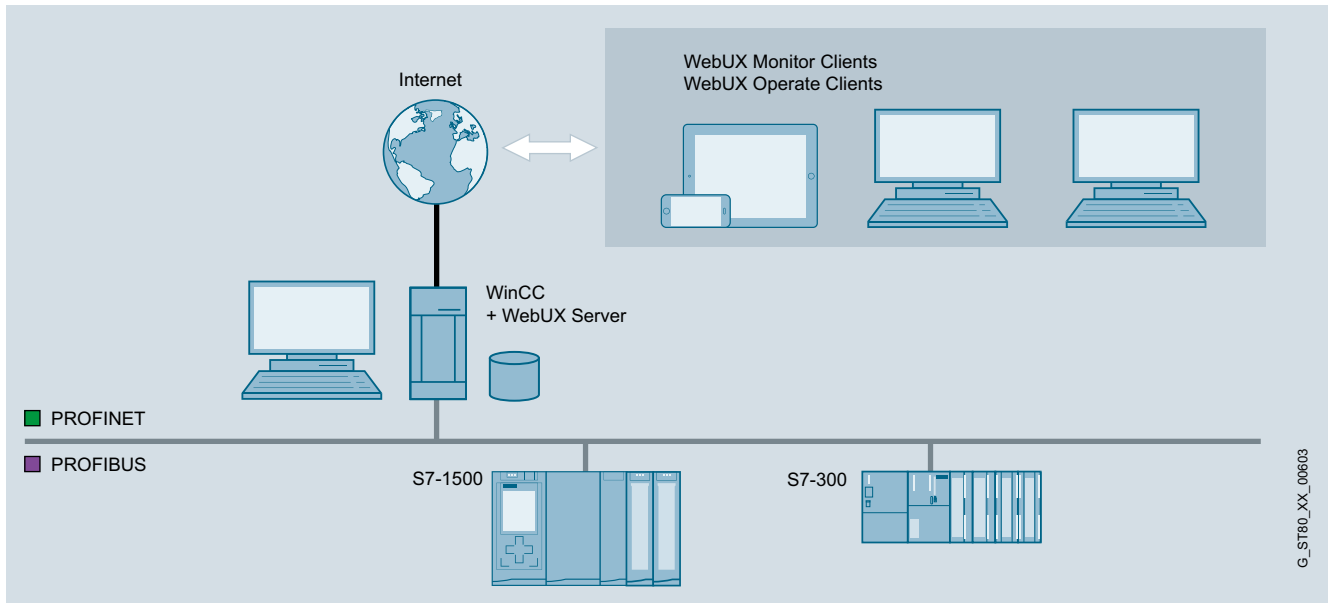 WebUX Monitor Clients
WebUX Operate Clients
Internet
WinCC
+ WebUX Server
PROFINET
PROFIBUS
S7-1500
S7-300
G_ST80_XX_00603